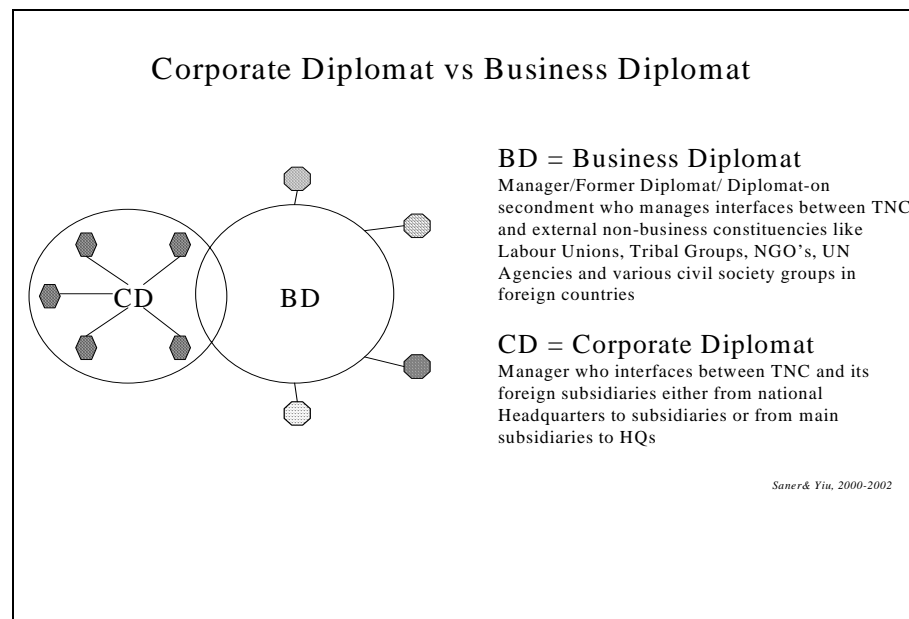 Corporate Diplomat vs Business Diplomat
BD = Business Diplomat
Manager/Former Diplomat/ Diplomat-on
secondment who manages interfaces between TNC
and external non-business constituencies like
Labour Unions, Tribal Groups, NGO's, UN
Agencies and various civil society groups in
foreign countries
CD
BD
CD = Corporate Diplomat
Manager who interfaces between TNC and its
foreign subsidiaries either from national
Headquarters to subsidiaries or from main
subsidiaries to HQs
Saner& Yiu, 2000-2002